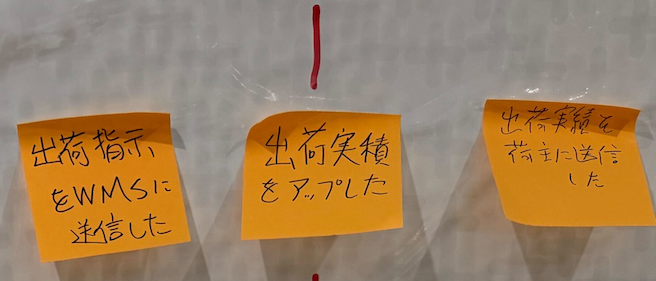 出荷指示
をWMSに
送信した
出荷実積
をアップした
出荷実績を
荷主に送信
した